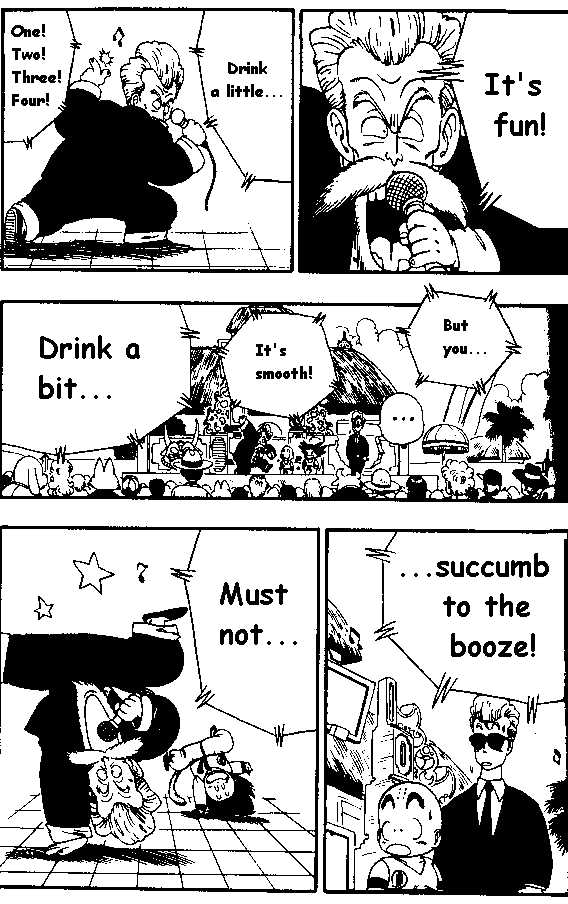 One!
Two!
Three!
Four!
Drink
a little...
It's
fun!
Drink a
bit...
It's
smooth!
...
But
you...
Must
not...
...succumb
to the
booze!